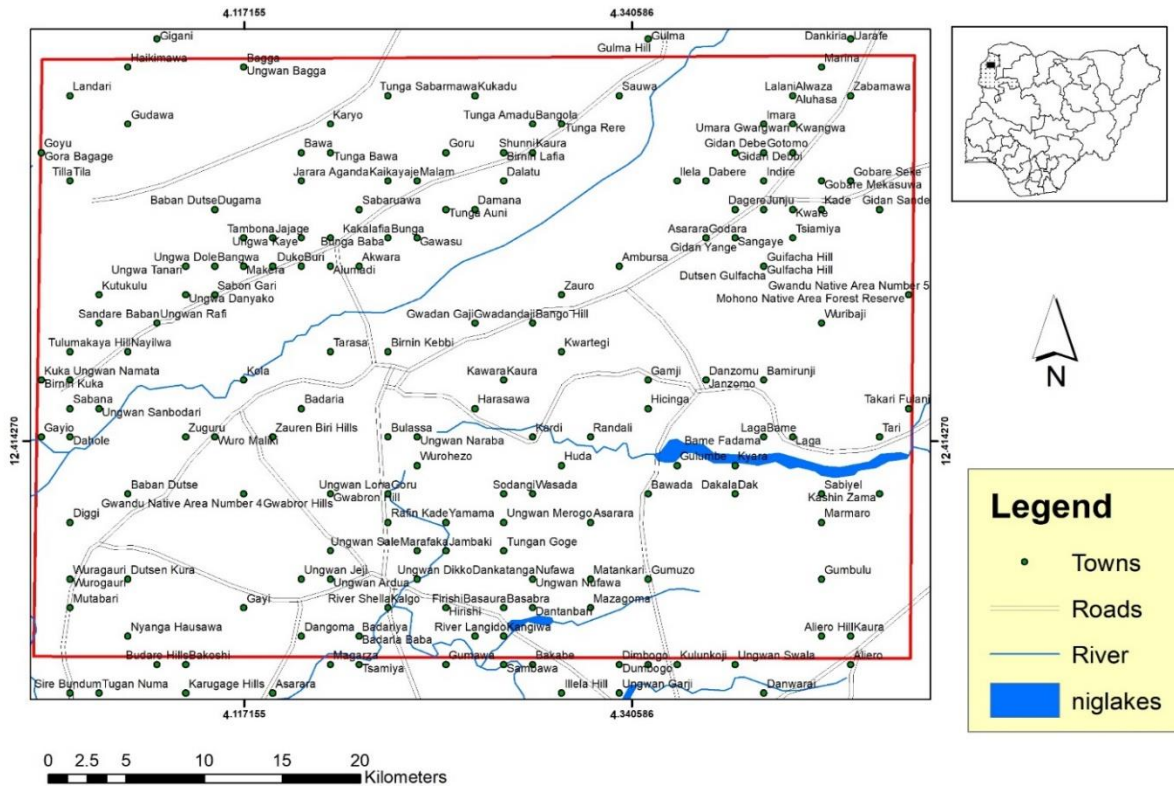 4.117155 4.340586
Gigani Gulma Dankiria Uarafe
Gulma Hill
Haikimawa Bagga Marina
Ungwan Bagga
Landari Tunga Sabarmawa Kukadu Sauwa Lalani Alwaza Zabamawa
Aluhasa
Gudawa Karyo Tunga Amadu Bangola Imara
Tunga Rere Umara Gwargwari Kwangwa
Goyu Bawa Goru Shunni Kaura Gidan Debe Gotomo
Gora Bagage Tunga Bawa Birnin Lafia Gidan Debbi
Tilla Tila Jarara Aganda Kaikayaje Malam Dalatu Ilela Dabere Indire Gobare Seke
Gobare Mekasuwa
Baban Dutse Dugama Sabaruwa Damana Dagere Junju Kade Gidan Sande
Tunga Auni Kware
Tambona Jajage Kakalafia Bunga Asarara Godara Tsiamiya
Ungwa Kaye Bunga Baba Gawasu Gidan Yange Sangaye
Ungwa Dole Bangwa Duko Buri Akwara Ambursa Guifacha Hill
Ungwa Tanari Makera Alumadi Dutsen Gulfacha Gulfacha Hill
Kutukulu Sabon Gari Zauro Gwandu Native Area Number 5
Ungwa Danyako Mohono Native Area Forest Reserve
Sandare Baban Ungwan Rafi Gwadan Gaji Gwadandaji Bango Hill Wuribaji
Tulumakaya Hill Nayilwa Tarasa Birnin Kebbi Kwartegi
Kuka Ungwan Namata Kola Kawara Kaura Gamji Danzomu Bamirunji
Birnin Kuka Janzomo
Sabana Badaria Harasawa Hicinga Takari Fulani
Ungwan Sanbodari
Gayio Zuguru Zauren Biri Hills Bulassa Kardi Randali Laga Bame Tari
Dahole Wuro Maliki Ungwan Naraba Bame Fadama Laga
12.414270 12.414270
Wurohezo Huda Gulumbe Kyara
Baban Dutse Ungwan Lona Goru Sodangi Wasada Bawada Dakala Dak Sabiyel
Gwandu Native Area Number 4 Gwabror Hills Gwabron Hill Kashin Zama
Diggi Rafin Kade Yamama Ungwan Merogo Asarara Marmaro
Ungwan Sale Marafaka Jambaki Tungan Goge
Wuragauri Dutsen Kura Ungwan Jeji Ungwan Dikko Dankatanga Nufawa Matankari Gumuzo Gumbulu
Wurogauri Ungwan Ardua Ungwan Nufawa
Mutabari Gayi River Shella Kalgo Firishi Basaura Basabra Mazagoma
Hirishi Dantanbari
Nyanga Hausawa Dangoma Badariya River Langido Kangiwa Aliero Hill Kaura
Badaria Baba
Budare Hills Bakoshi Magarza Gumawa Bakabe Dimbogo Kulunkoji Ungwan Swala Aliero
Tsamiya Sambawa Dumbogo
Sire Bundum Tugan Numa Karugage Hills Asarara Illela Hill Ungwan Garji Danwarai
4.117155 4.340586
0 2.5 5 10 15 20
Kilometers
N
Legend
Towns
Roads
River
niglakes